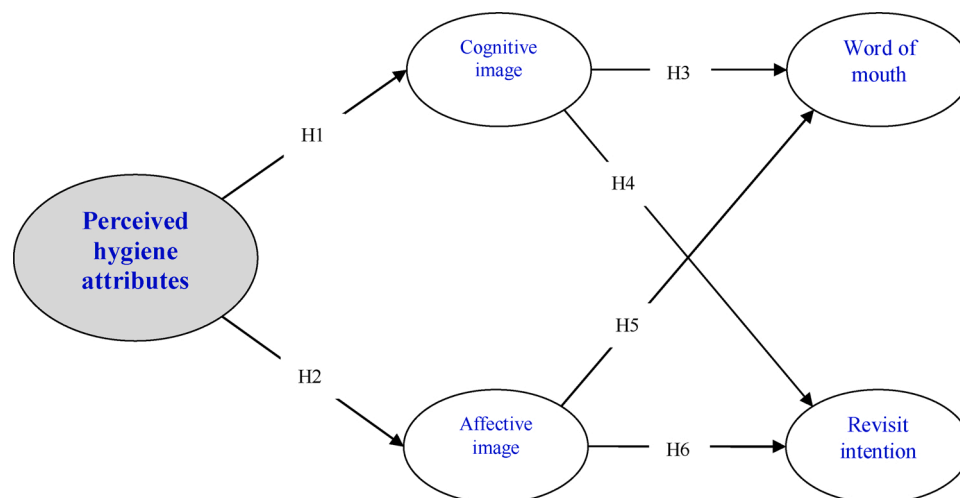 Cognitive
image
Word of
mouth
H3
H1
H4
Perceived
hygiene
attributes
H5
H2
Affective
image
H6
Revisit
intention